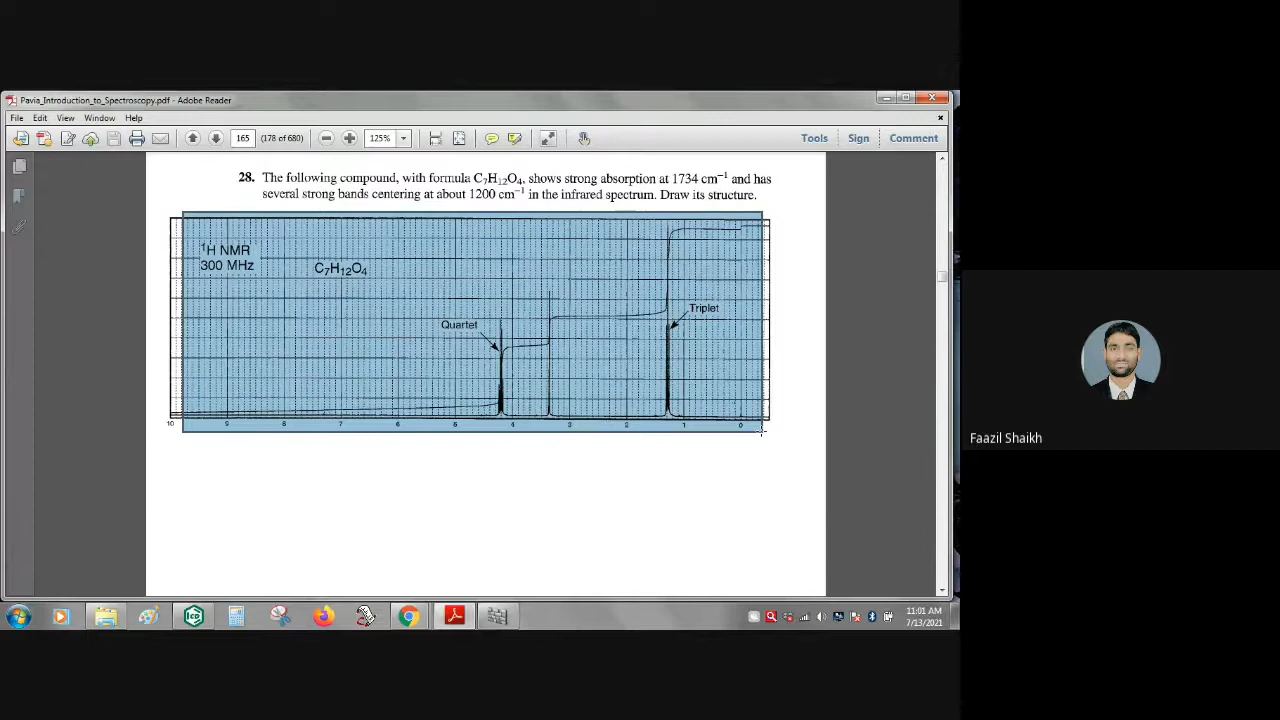 Pavia_Introduction_to_Spectroscopy.pdf - Adobe Reader
File Edit View Window Help
165 (178 of 680) 125% Tools Sign Comment
28. The following compound, with formula C₇H₁₂O₄, shows strong absorption at 1734 cm⁻¹ and has
several strong bands centering at about 1200 cm⁻¹ in the infrared spectrum. Draw its structure.
¹H NMR
300 MHz
C₇H₁₂O₄
Quartet
Triplet
10 9 8 7 6 5 4 3 2 1 0
Faazil Shaikh
11:01 AM
7/13/2021